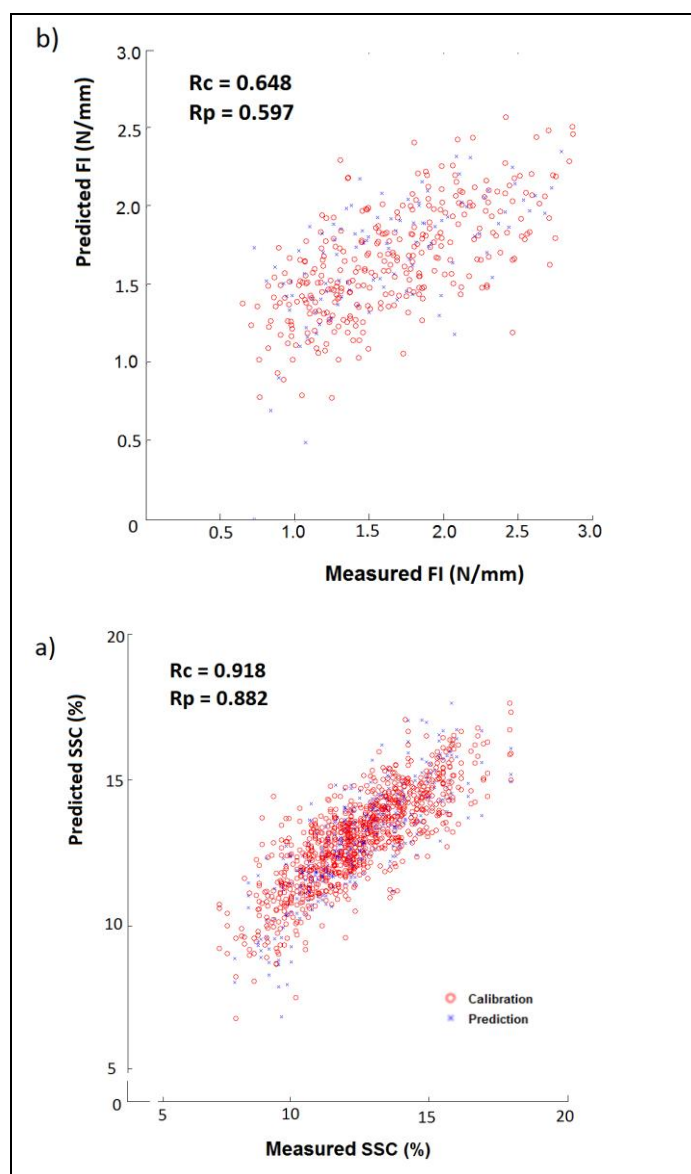 b)
3.0
Rc = 0.648
Rp = 0.597
2.5
2.0
1.5
1.0
0.5
0
Predicted FI (N/mm)
0.5 1.0 1.5 2.0 2.5 3.0
Measured FI (N/mm)
a)
20
Rc = 0.918
Rp = 0.882
15
10
5
0
Predicted SSC (%)
Calibration
Prediction
5 10 15 20
Measured SSC (%)